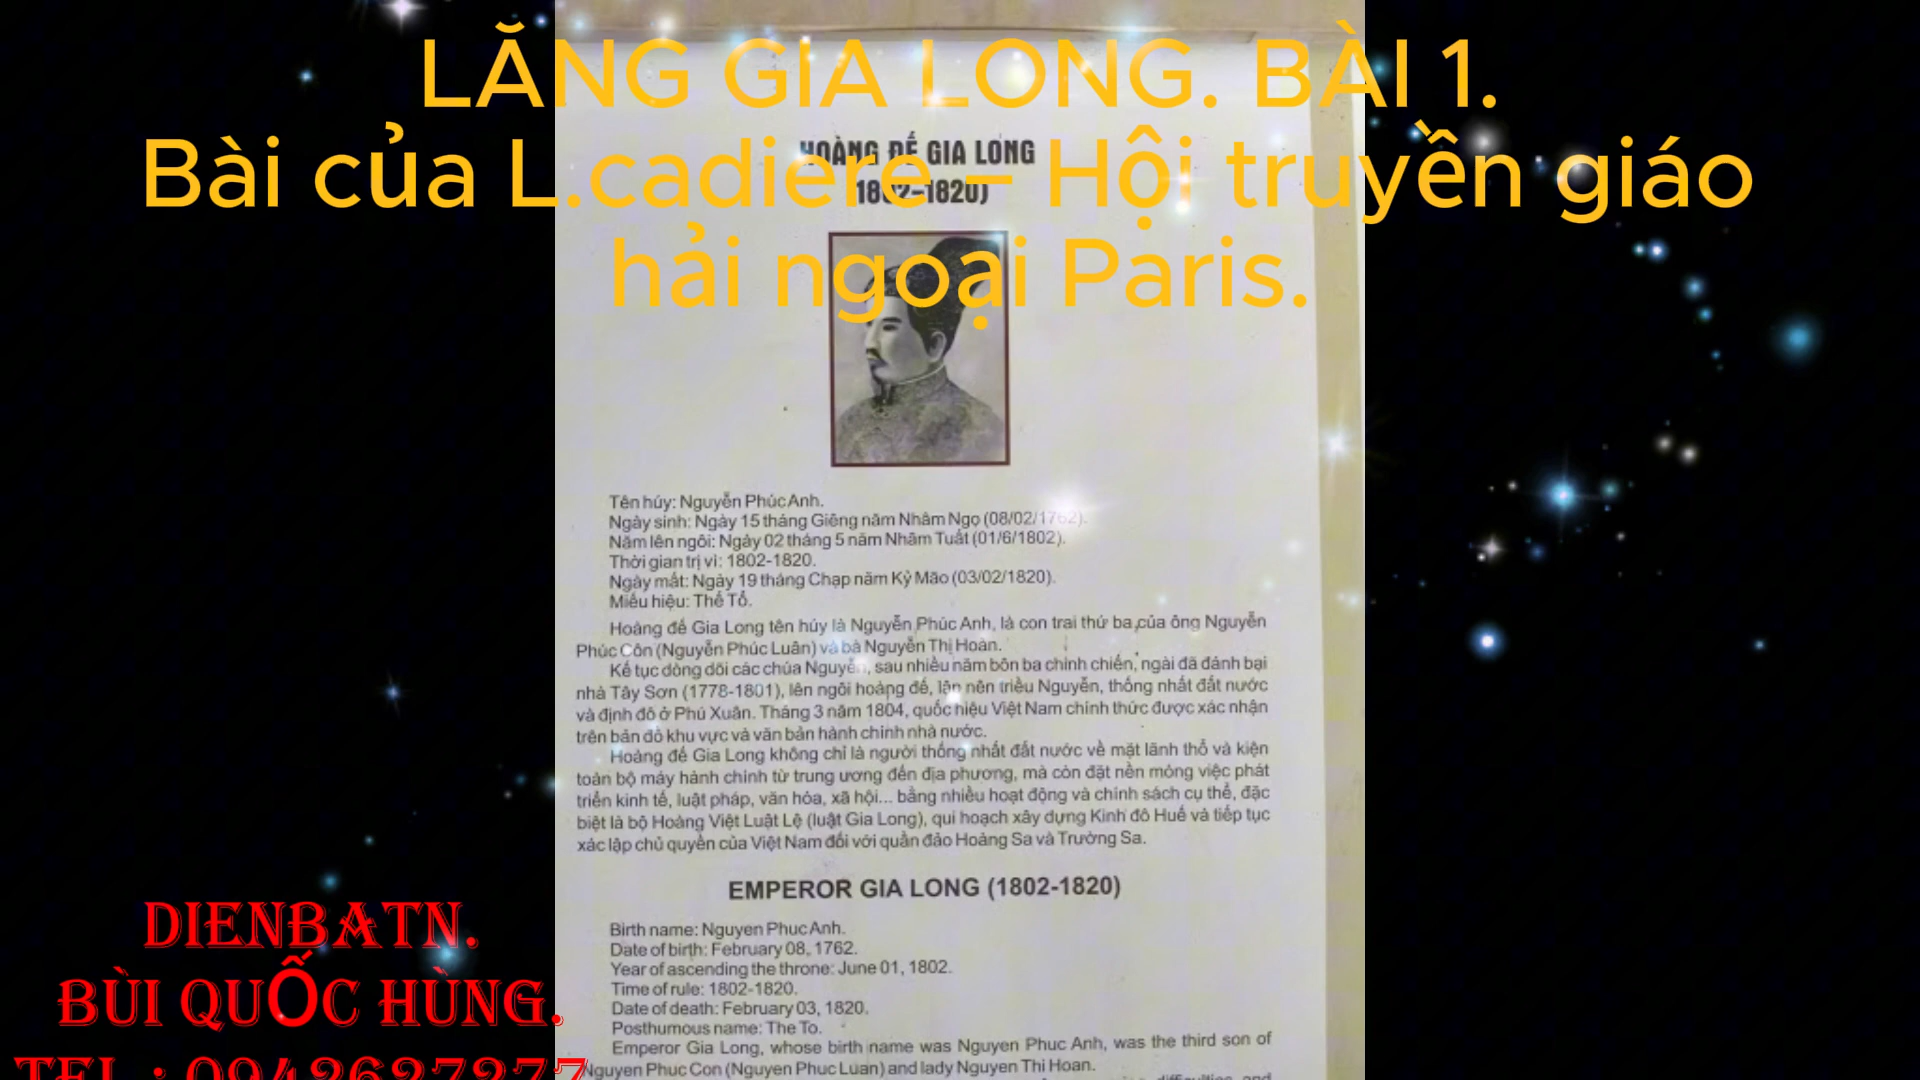 LĂNG GIA LONG. BÀI 1.
Bài của L.cadiere – Hội truyền giáo
hải ngoại Paris.
HOÀNG ĐẾ GIA LONG
(1802-1820)
Tên húy: Nguyễn Phúc Anh.
Ngày sinh: Ngày 15 tháng Giêng năm Nhâm Ngọ (08/02/1762).
Năm lên ngôi: Ngày 02 tháng 5 năm Nhâm Tuất (01/6/1802).
Thời gian trị vì: 1802-1820.
Ngày mất: Ngày 19 tháng Chạp năm Kỷ Mão (03/02/1820).
Miếu hiệu: Thế Tổ.
Hoàng đế Gia Long tên húy là Nguyễn Phúc Anh, là con trai thứ ba của ông Nguyễn
Phúc Côn (Nguyễn Phúc Luân) và bà Nguyễn Thị Hoàn.
Kế tục dòng dõi các chúa Nguyễn, sau nhiều năm bôn ba chinh chiến, ngài đã đánh bại
nhà Tây Sơn (1778-1801), lên ngôi hoàng đế, lập nên triều Nguyễn, thống nhất đất nước
và định đô ở Phú Xuân. Tháng 3 năm 1804, quốc hiệu Việt Nam chính thức được xác nhận
trên bản đồ khu vực và văn bản hành chính nhà nước.
Hoàng đế Gia Long không chỉ là người thống nhất đất nước về mặt lãnh thổ và kiện
toàn bộ máy hành chính từ trung ương đến địa phương, mà còn đặt nền móng việc phát
triển kinh tế, luật pháp, văn hóa, xã hội... bằng nhiều hoạt động và chính sách cụ thể, đặc
biệt là bộ Hoàng Việt Luật Lệ (luật Gia Long), qui hoạch xây dựng Kinh đô Huế và tiếp tục
xác lập chủ quyền của Việt Nam đối với quần đảo Hoàng Sa và Trường Sa.
EMPEROR GIA LONG (1802-1820)
Birth name: Nguyen Phuc Anh.
Date of birth: February 08, 1762.
Year of ascending the throne: June 01, 1802.
Time of rule: 1802-1820.
Date of death: February 03, 1820.
Posthumous name: The To.
Emperor Gia Long, whose birth name was Nguyen Phuc Anh, was the third son of
Nguyen Phuc Con (Nguyen Phuc Luan) and lady Nguyen Thi Hoan.
DIENBATN.
BÙI QUỐC HÙNG.
TEL : 0942627277